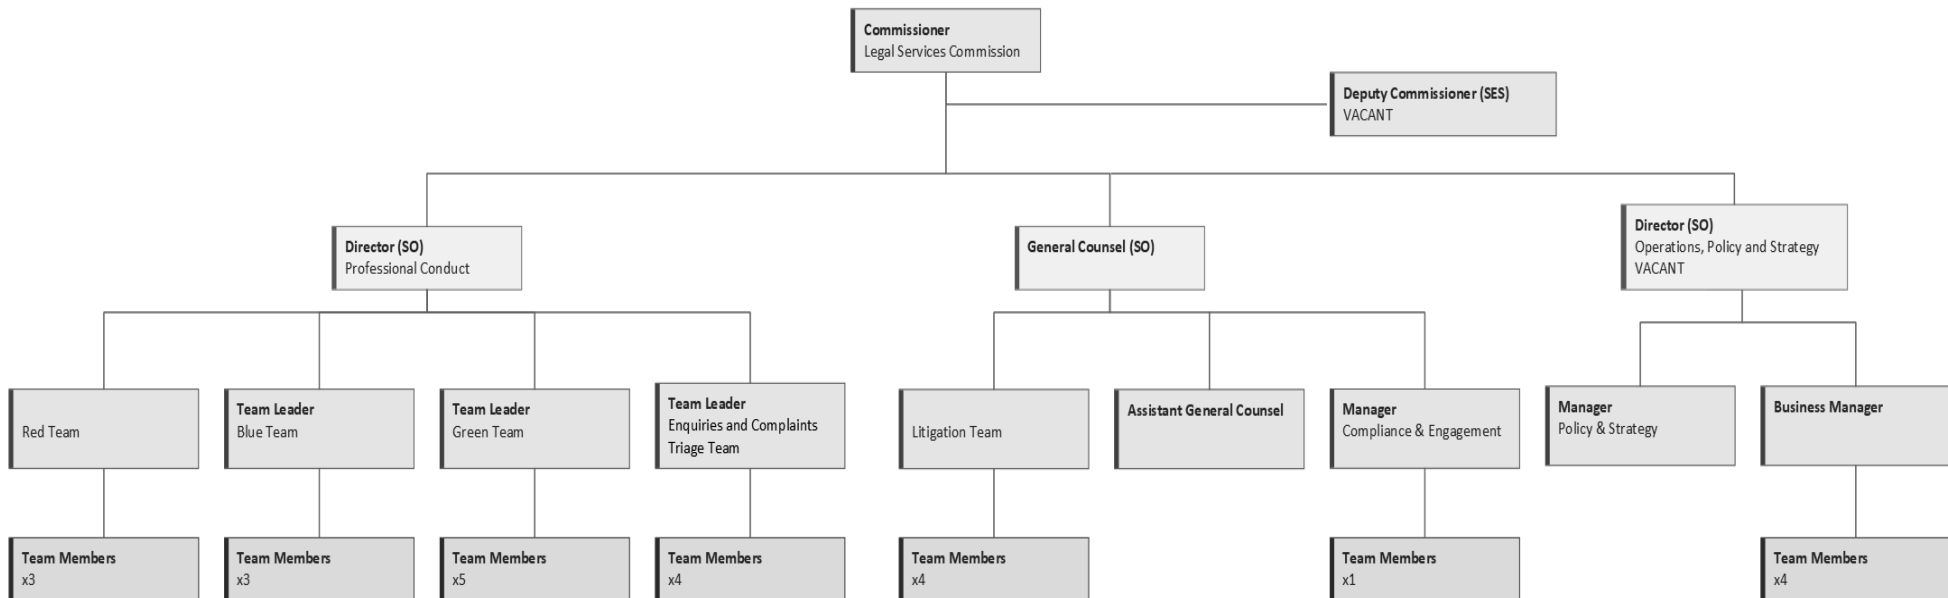 Commissioner
Legal Services Commission
Deputy Commissioner (SES)
VACANT
Director (SO)
Professional Conduct
General Counsel (SO)
Director (SO)
Operations, Policy and Strategy
VACANT
Red Team
Team Leader
Blue Team
Team Leader
Green Team
Team Leader
Enquiries and Complaints
Triage Team
Litigation Team
Assistant General Counsel
Manager
Compliance & Engagement
Manager
Policy & Strategy
Business Manager
Team Members
x3
Team Members
x3
Team Members
x5
Team Members
x4
Team Members
x4
Team Members
x1
Team Members
x4